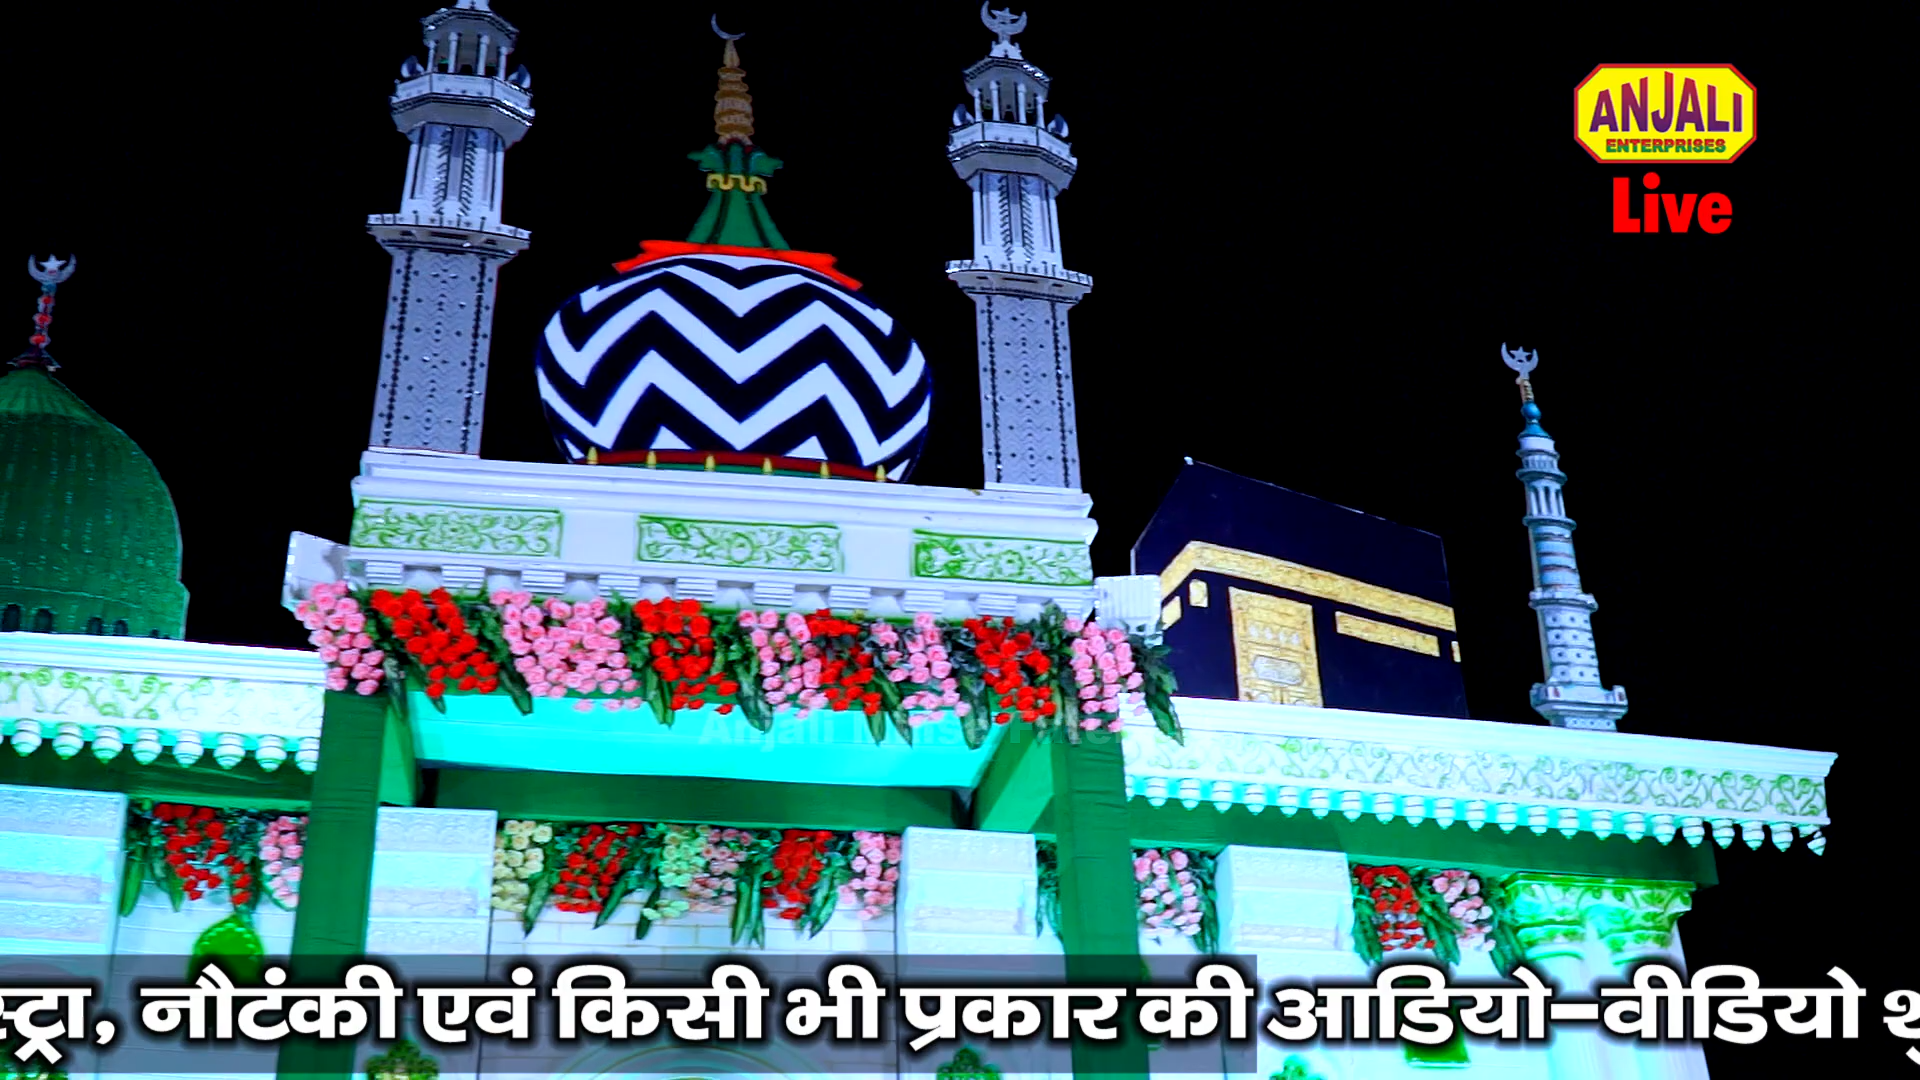 ANJALI
ENTERPRISES
Live
स्ट्रा, नौटंकी एवं किसी भी प्रकार की आडियो-वीडियो शु